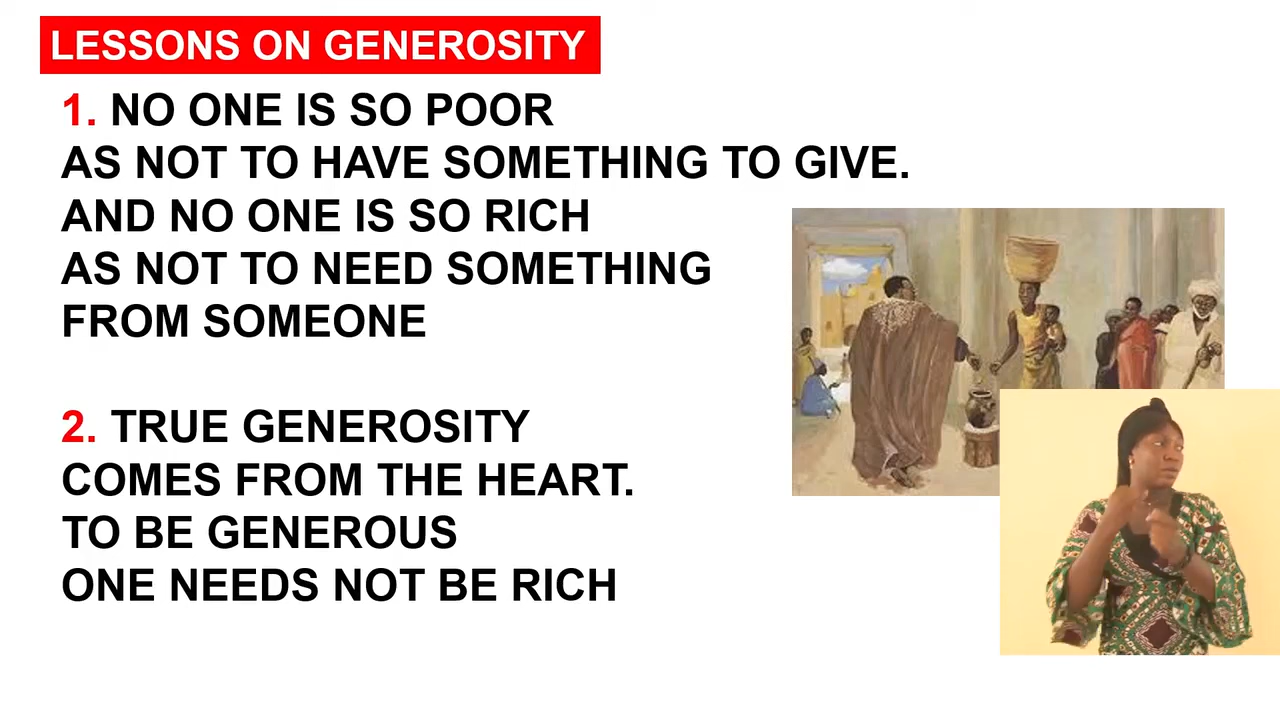 LESSONS ON GENEROSITY
1. NO ONE IS SO POOR
AS NOT TO HAVE SOMETHING TO GIVE.
AND NO ONE IS SO RICH
AS NOT TO NEED SOMETHING
FROM SOMEONE
2. TRUE GENEROSITY
COMES FROM THE HEART.
TO BE GENEROUS
ONE NEEDS NOT BE RICH